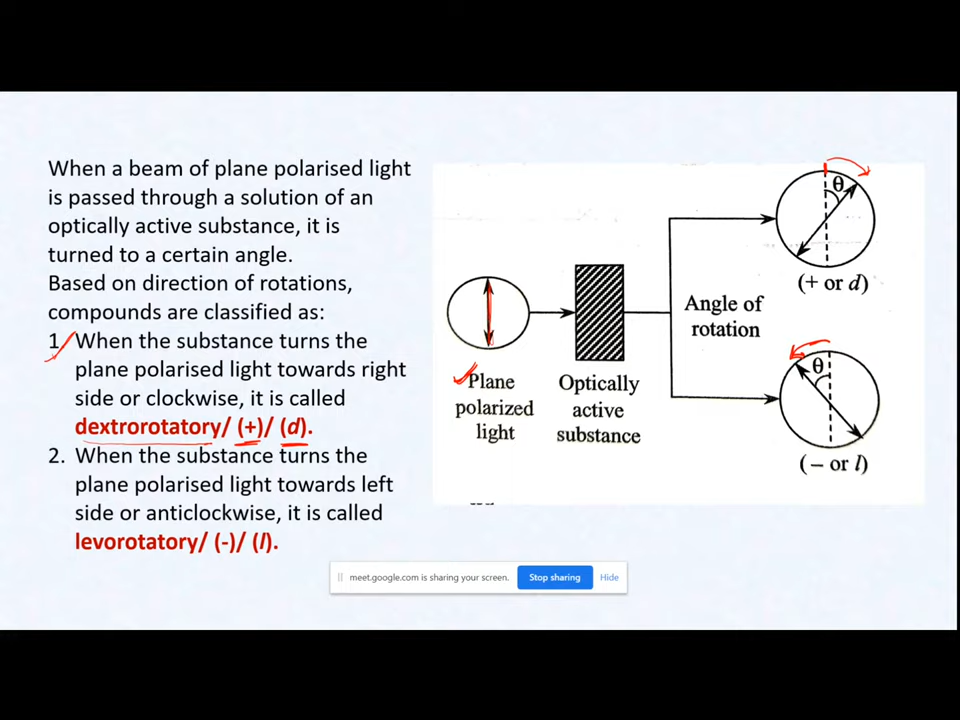 When a beam of plane polarised light
is passed through a solution of an
optically active substance, it is
turned to a certain angle.
Based on direction of rotations,
compounds are classified as:
1. When the substance turns the
plane polarised light towards right
side or clockwise, it is called
dextrorotatory/ (+)/ (d).
2. When the substance turns the
plane polarised light towards left
side or anticlockwise, it is called
levorotatory/ (-)/ (l).
Plane
polarized
light
Optically
active
substance
Angle of
rotation
θ
(+ or d)
θ
(– or l)
meet.google.com is sharing your screen.
Stop sharing
Hide